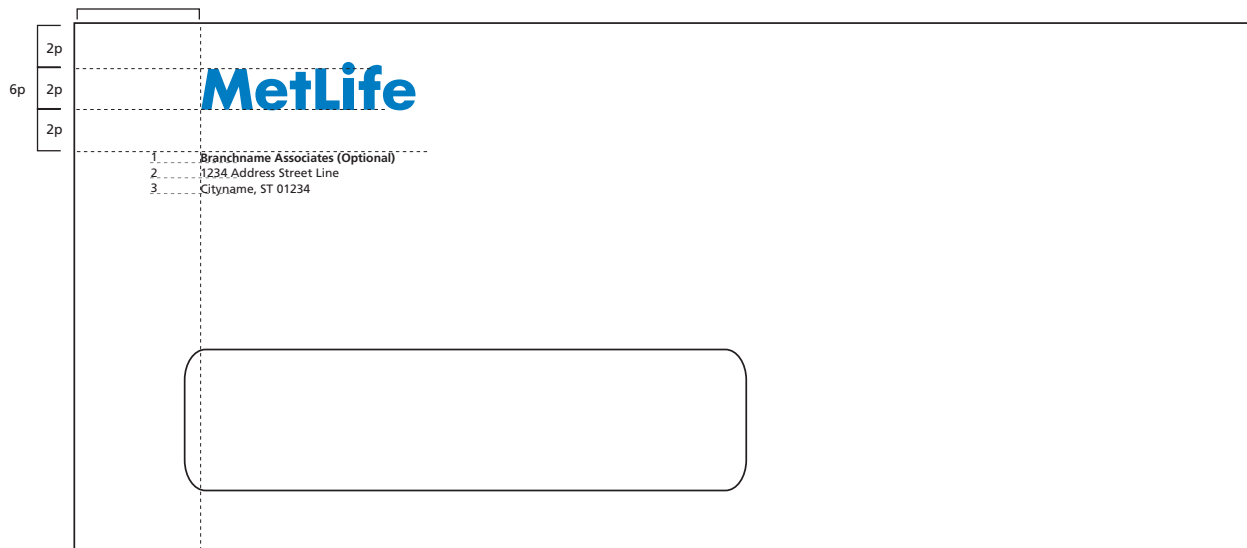 2p
6p 2p
2p
MetLife
1 Branchname Associates (Optional)
2 1234 Address Street Line
3 Cityname, ST 01234